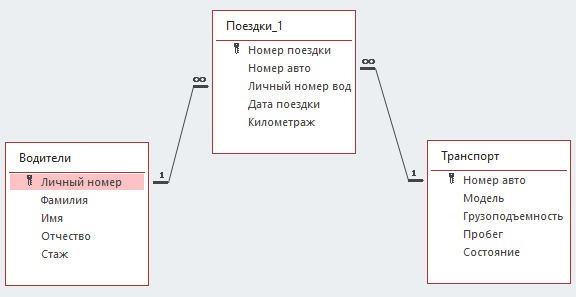 Поездки_1
Номер поездки
Номер авто
Личный номер вод
Дата поездки
Километраж
∞
∞
Водители
Личный номер
Фамилия
Имя
Отчество
Стаж
1
1
Транспорт
Номер авто
Модель
Грузоподъемность
Пробег
Состояние